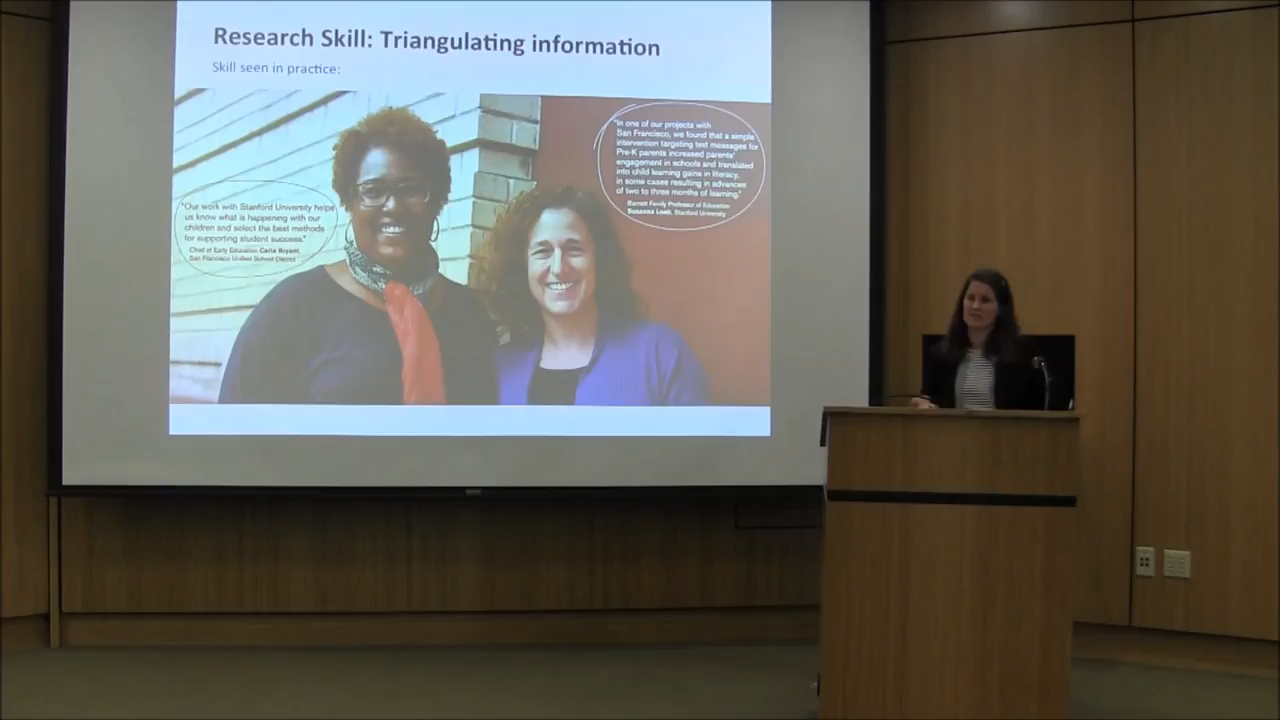 Research Skill: Triangulating information
Skill seen in practice:
"Our work with Stanford University helps
us know what is happening with our
children and select the best methods
for supporting student success."
Chief of Early Education Carla Bryant,
San Francisco Unified School District
"In one of our projects with
San Francisco, we found that a simple
intervention targeting text messages for
Pre-K parents increased parents'
engagement in schools and translated
into child learning gains in literacy,
in some cases resulting in advances
of two to three months of learning."
Barnett Family Professor of Education
Susanna Loeb, Stanford University